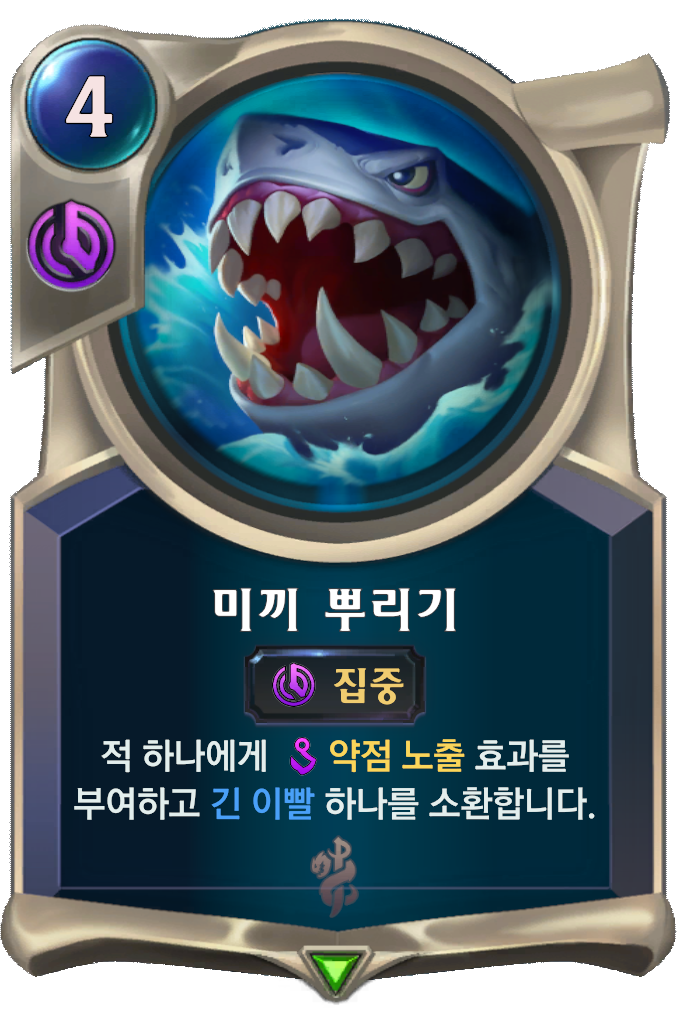 4
미끼 뿌리기
집중
적 하나에게 약점 노출 효과를
부여하고 긴 이빨 하나를 소환합니다.